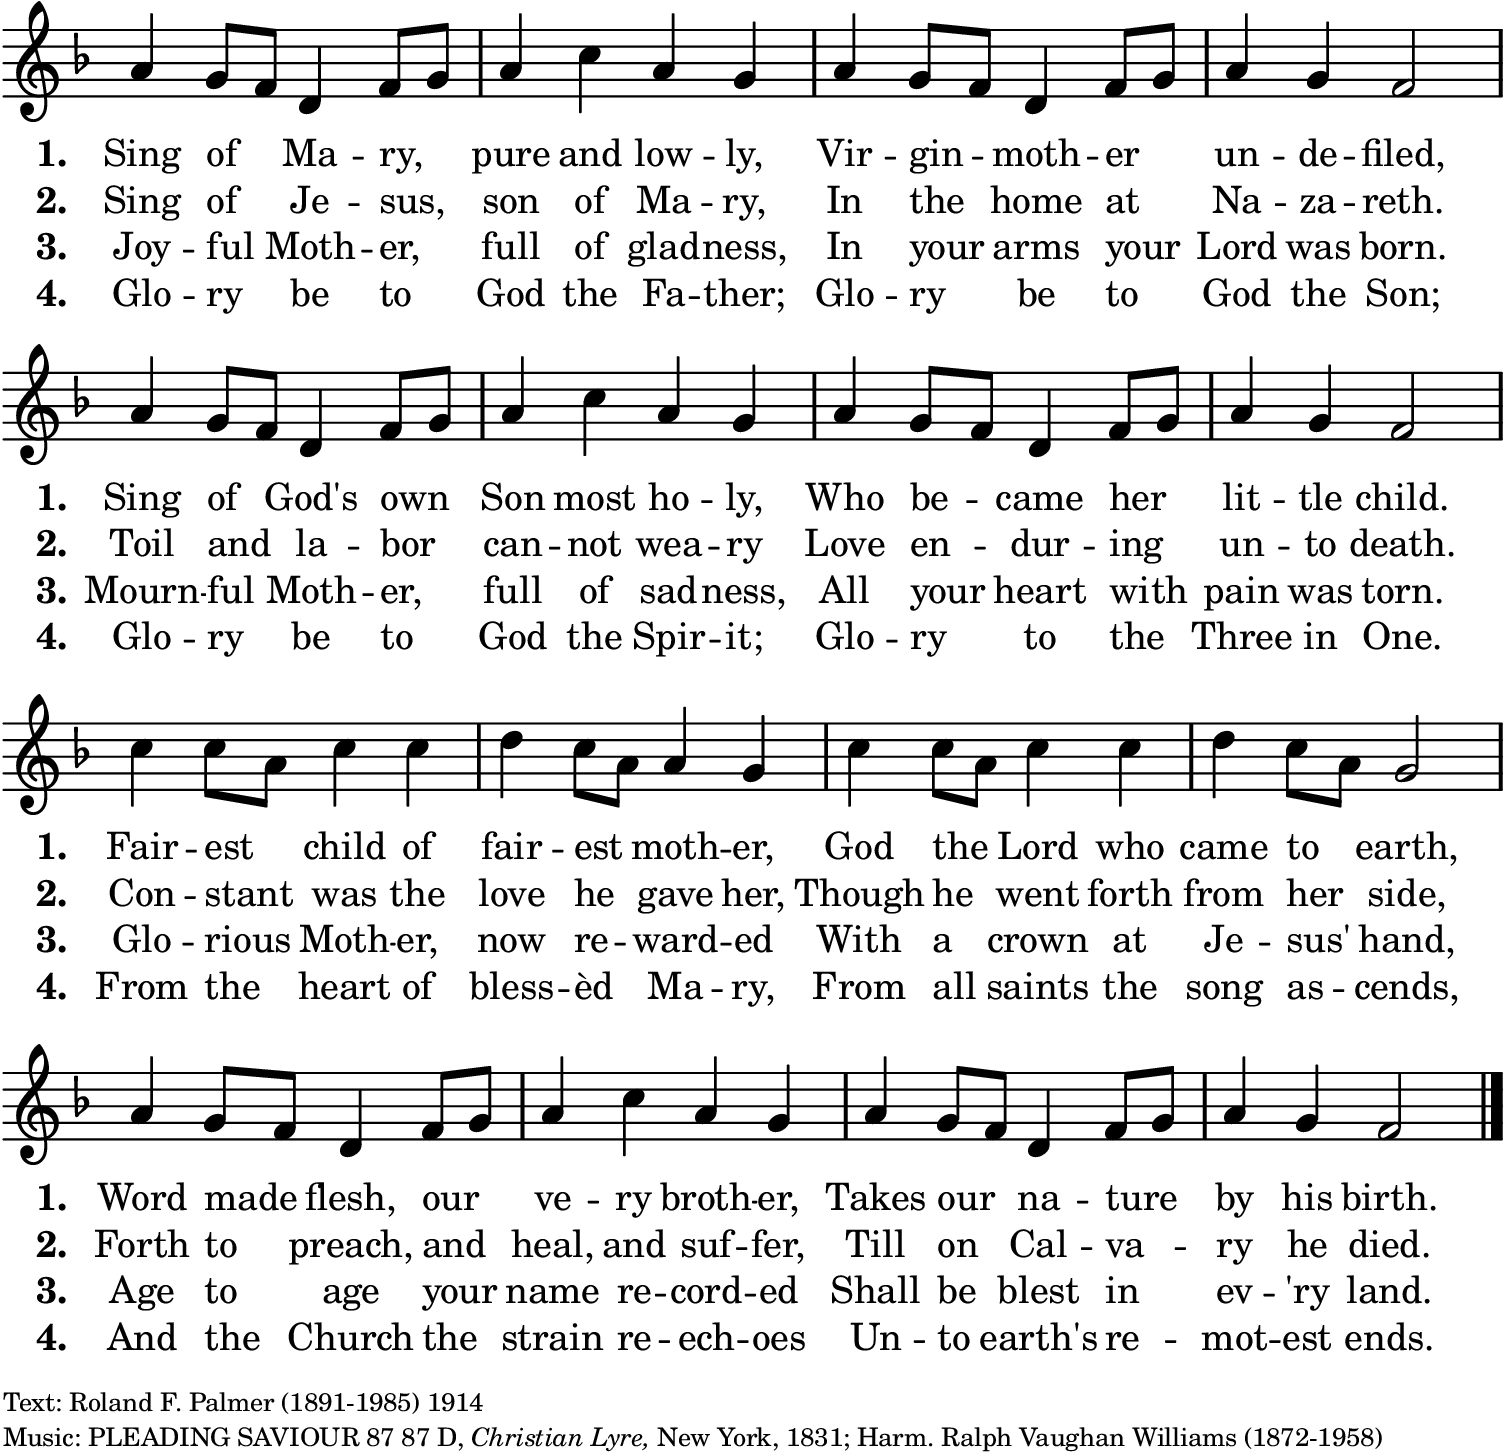 1. Sing of Ma -- ry, pure and low -- ly, Vir -- gin -- moth -- er un -- de -- filed,
2. Sing of Je -- sus, son of Ma -- ry, In the home at Na -- za -- reth.
3. Joy -- ful Moth -- er, full of glad -- ness, In your arms your Lord was born.
4. Glo -- ry be to God the Fa -- ther; Glo -- ry be to God the Son;
1. Sing of God's own Son most ho -- ly, Who be -- came her lit -- tle child.
2. Toil and la -- bor can -- not wea -- ry Love en -- dur -- ing un -- to death.
3. Mourn -- ful Moth -- er, full of sad -- ness, All your heart with pain was torn.
4. Glo -- ry be to God the Spir -- it; Glo -- ry to the Three in One.
1. Fair -- est child of fair -- est moth -- er, God the Lord who came to earth,
2. Con -- stant was the love he gave her, Though he went forth from her side,
3. Glo -- rious Moth -- er, now re -- ward -- ed With a crown at Je -- sus' hand,
4. From the heart of bless -- èd Ma -- ry, From all saints the song as -- cends,
1. Word made flesh, our ve -- ry broth -- er, Takes our na -- ture by his birth.
2. Forth to preach, and heal, and suf -- fer, Till on Cal -- va -- ry he died.
3. Age to age your name re -- cord -- ed Shall be blest in ev -- 'ry land.
4. And the Church the strain re -- ech -- oes Un -- to earth's re -- mot -- est ends.
Text: Roland F. Palmer (1891-1985) 1914
Music: PLEADING SAVIOUR 87 87 D, Christian Lyre, New York, 1831; Harm. Ralph Vaughan Williams (1872-1958)